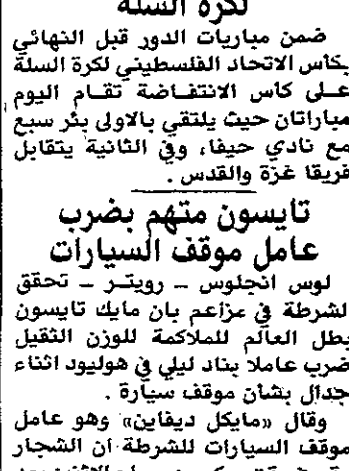 لكرة السلة
ضمن مباريات الدور قبل النهائي
بكاس الاتحاد الفلسطيني لكرة السلة
على كاس الانتفاضة تقام اليوم
مباراتان حيث يلتقي بالاولى بئر سبع
مع نادي حيفا، وفي الثانية يتقابل
فريقا غزة والقدس .
تايسون متهم بضرب
عامل موقف السيارات
لوس انجلوس - رويتر - تحقق
لشرطة في مزاعم بان مايك تايسون
بطل العالم للملاكمة للوزن الثقيل
ضرب عاملا بناد ليلي في هوليود اثناء
جدال بشأن موقف سيارة .
وقال «مايكل ديفاين» وهو عامل
موقف السيارات للشرطة ان الشجار